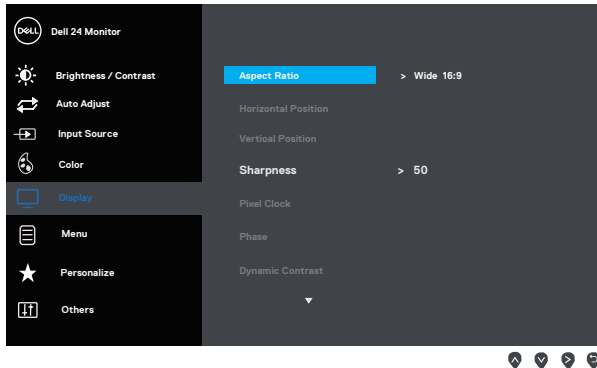 DELL Dell 24 Monitor
Brightness / Contrast
Auto Adjust
Input Source
Color
Display
Menu
Personalize
Others
Aspect Ratio > Wide 16:9
Horizontal Position
Vertical Position
Sharpness > 50
Pixel Clock
Phase
Dynamic Contrast